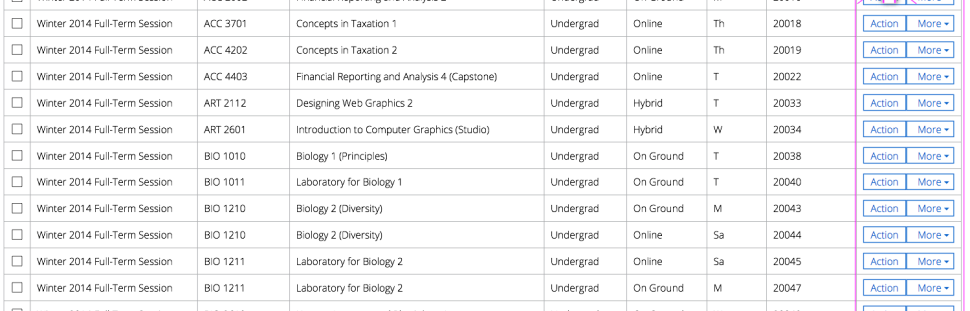 Winter 2014 Full-Term Session ACC 3701 Concepts in Taxation 1 Undergrad Online Th 20018 Action More
Winter 2014 Full-Term Session ACC 4202 Concepts in Taxation 2 Undergrad Online Th 20019 Action More
Winter 2014 Full-Term Session ACC 4403 Financial Reporting and Analysis 4 (Capstone) Undergrad Online T 20022 Action More
Winter 2014 Full-Term Session ART 2112 Designing Web Graphics 2 Undergrad Hybrid T 20033 Action More
Winter 2014 Full-Term Session ART 2601 Introduction to Computer Graphics (Studio) Undergrad Hybrid W 20034 Action More
Winter 2014 Full-Term Session BIO 1010 Biology 1 (Principles) Undergrad On Ground T 20038 Action More
Winter 2014 Full-Term Session BIO 1011 Laboratory for Biology 1 Undergrad On Ground T 20040 Action More
Winter 2014 Full-Term Session BIO 1210 Biology 2 (Diversity) Undergrad On Ground M 20043 Action More
Winter 2014 Full-Term Session BIO 1210 Biology 2 (Diversity) Undergrad Online Sa 20044 Action More
Winter 2014 Full-Term Session BIO 1211 Laboratory for Biology 2 Undergrad Online Sa 20045 Action More
Winter 2014 Full-Term Session BIO 1211 Laboratory for Biology 2 Undergrad On Ground M 20047 Action More